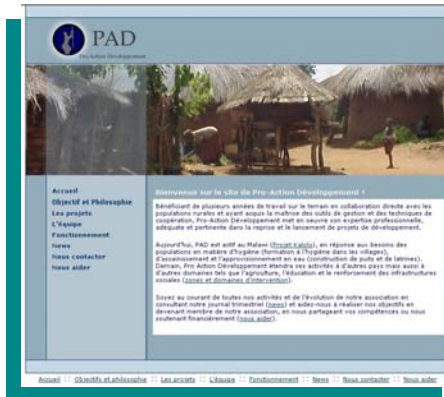 PAD
Pro-Action Développement
Accueil
Objectif et Philosophie
Les projets
L'équipe
Fonctionnement
News
Nous contacter
Nous aider
Bienvenue sur le site de Pro-Action Développement !
Bénéficiant de plusieurs années de travail sur le terrain en collaboration directe avec les
populations rurales et ayant acquis la maîtrise des outils de gestion et des techniques de
coopération, Pro-Action Développement met en oeuvre son expertise professionnelle,
adéquate et pertinente dans la reprise et le lancement de projets de développement.
Aujourd'hui, PAD est actif au Malawi (Projet Kalolo), en réponse aux besoins des
populations en matière d'hygiène (formation à l'hygiène dans les villages),
d'assainissement et l'approvisionnement en eau (construction de puits et de latrines).
Demain, Pro Action Développement étendra ses activités à d'autres pays mais aussi à
d'autres domaines tels que l'agriculture, l'éducation et le renforcement des infrastructures
sociales (zones et domaines d'intervention).
Soyez au courant de toutes nos activités et de l'évolution de notre association en
consultant notre journal trimestriel (news) et aidez-nous à réaliser nos objectifs en
devenant membre de notre association, en nous partageant vos compétences ou nous
soutenant financièrement (nous aider).
Accueil :: Objectifs et philosophie :: Les projets :: L'équipe :: Fonctionnement :: News :: Nous contacter :: Nous aider